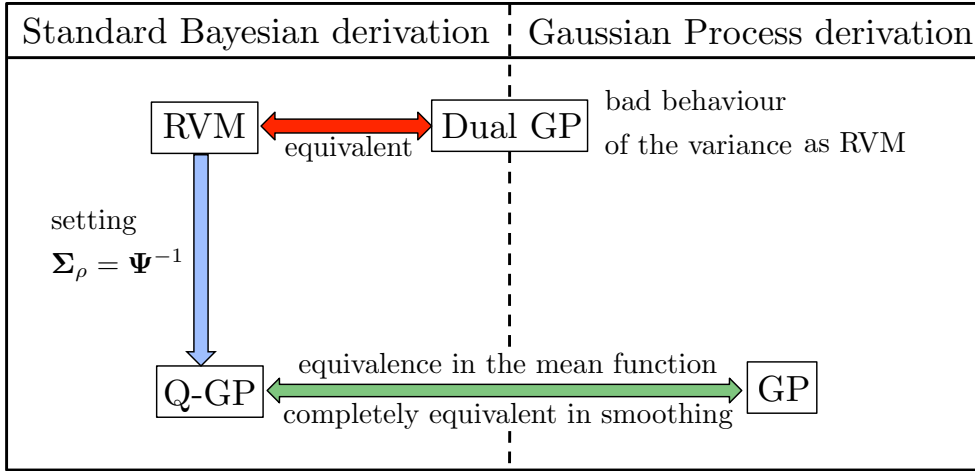 Standard Bayesian derivation
Gaussian Process derivation
RVM
equivalent
Dual GP
bad behaviour
of the variance as RVM
setting
Σρ = Ψ−1
equivalence in the mean function
Q-GP
GP
completely equivalent in smoothing